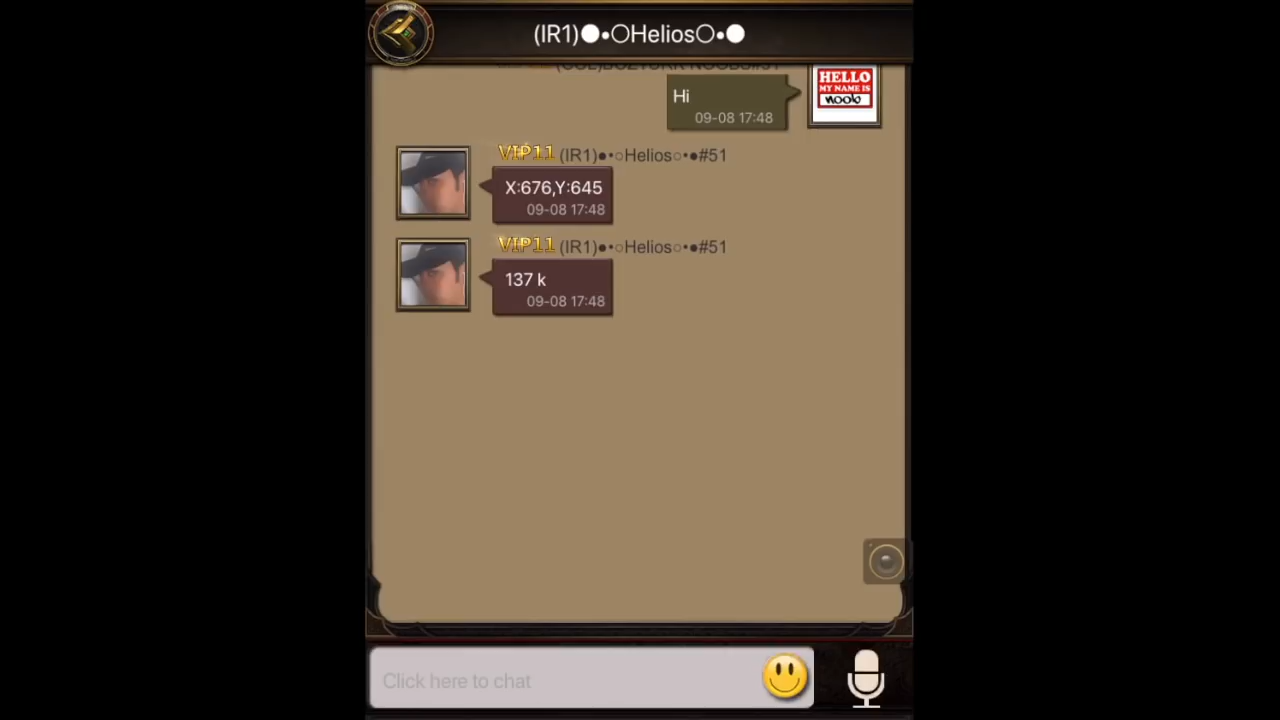 (IR1)●•○Helios○•●
Hi
09-08 17:48
HELLO
MY NAME IS
noob
VIP11 (IR1)●•○Helios○•●#51
X:676,Y:645
09-08 17:48
VIP11 (IR1)●•○Helios○•●#51
137 k
09-08 17:48
Click here to chat